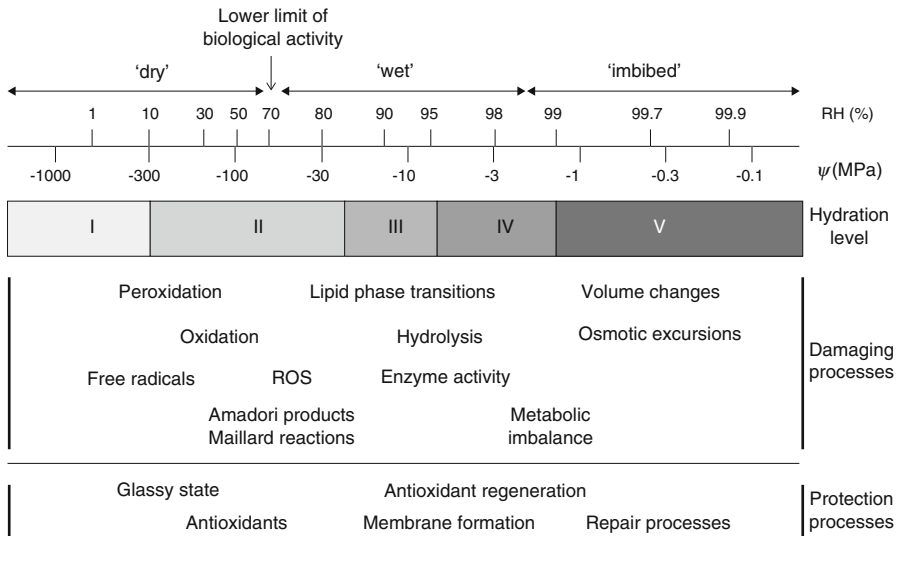 Lower limit of
biological activity
‘dry’ ‘wet’ ‘imbibed’
1 10 30 50 70 80 90 95 98 99 99.7 99.9 RH (%)
-1000 -300 -100 -30 -10 -3 -1 -0.3 -0.1 ψ(MPa)
I II III IV V Hydration
level
Peroxidation Lipid phase transitions Volume changes
Oxidation Hydrolysis Osmotic excursions
Free radicals ROS Enzyme activity
Amadori products Metabolic
Maillard reactions imbalance
Damaging
processes
Glassy state Antioxidant regeneration
Antioxidants Membrane formation Repair processes
Protection
processes